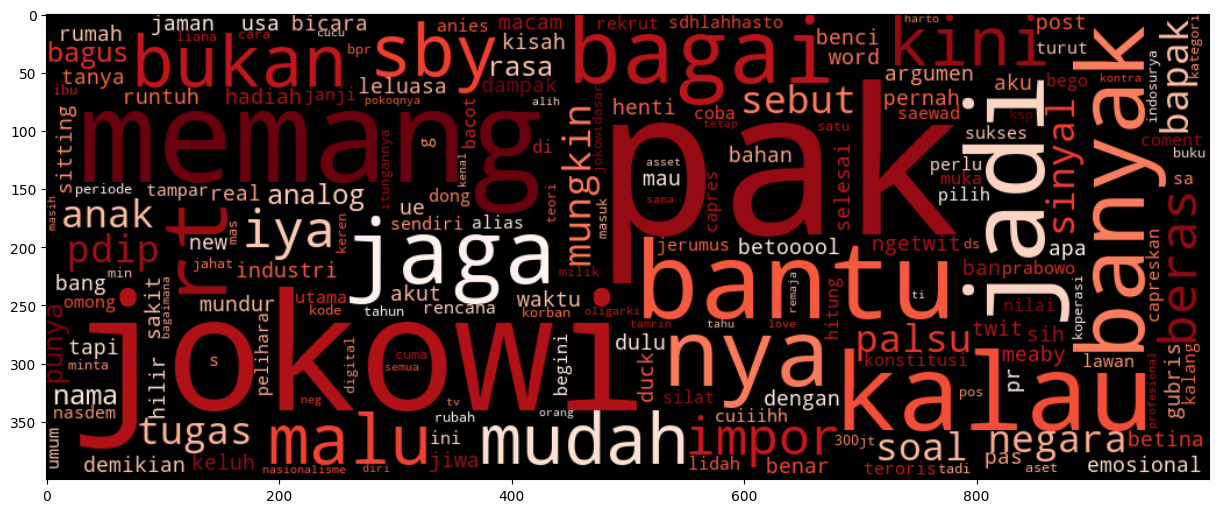 0
rumah jaman usa bicara anies macam rekrut sdhlahhasto harto post kategori
liana cara cucu
bagus bukan bpr sby kisah bagai benci kini turut banyak bapak
word
tanya leluasa rasa argumen aku bego kontra indosurya
50
ibu runtuh hadiah janji pokoqnya dampak sebut pernah
alih henti coba saewad ksp
100
sitting memang bacot di mungkin jokowidasar tetap satu pak sukses jadi sinyal coment
go kenal itungannya asset bahan perlu buku
mau muka
150
periode tampar real analog dong teori sama capres selesai pilih sa
masih anak rt mas iya keren ue sendiri alias masuk
200
pdip new jaga jerumus betooool ngetwit ds apa beras
jahat industri milik bantu ban prabowo
bang min akut
250
omong bagaimana sakit mundur utama tahun rencana waktu oligarki remaja ti nilai koperasi capreskan
kode korban
punya jokowi tamrin tahu love hitung twit sih
tapi dulu nya palsu meaby
300
minta s peliharan digital cuma semua begini duck konstitusi lawan kalang
nama hilir neg tv silat dengan kalau pos pr gubris profesional
nasdem rubah orang cuiiihh
350
umum tugas malu ini mudah impor 300jt soal negara betina
demikian keluh nasionalisme diri jiwa lidah benar teroris tadi pas aset emosional
0 200 400 600 800